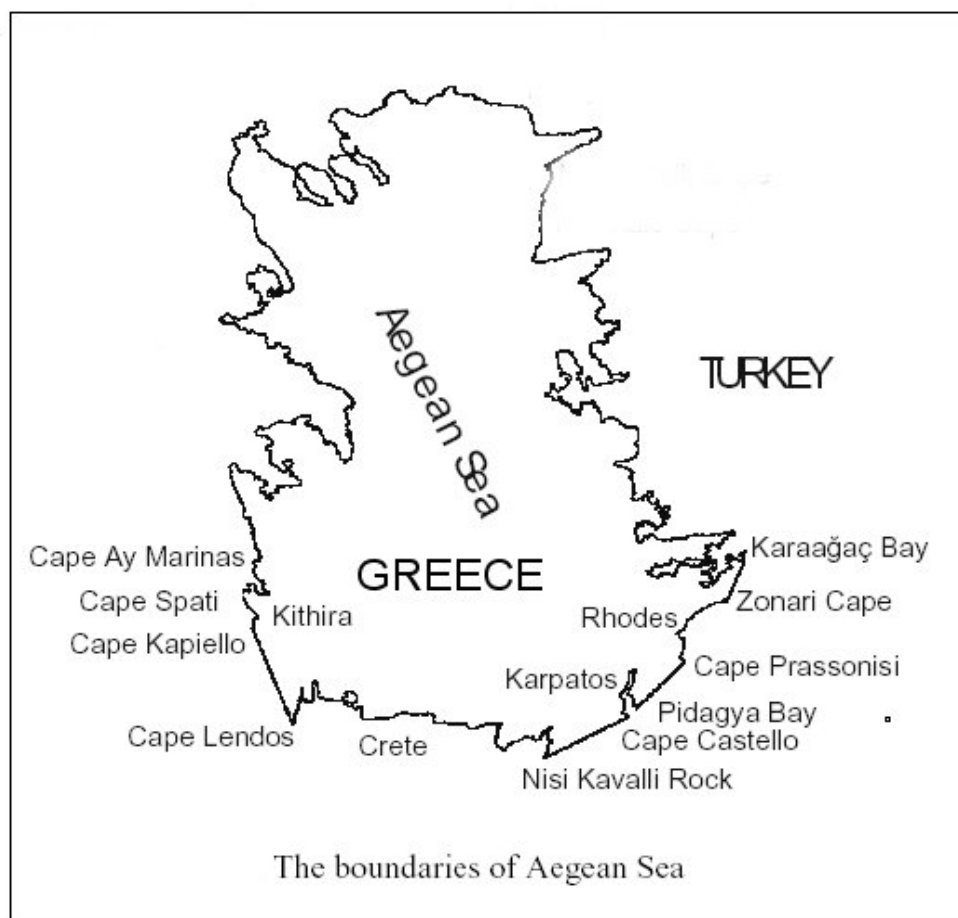 Aegean Sea
TURKEY
GREECE
Cape Ay Marinas
Karaağaç Bay
Cape Spati
Kithira
Rhodes
Zonari Cape
Cape Kapiello
Karpatos
Cape Prassonisi
Pidagya Bay
Cape Lendos
Crete
Cape Castello
Nisi Kavalli Rock
The boundaries of Aegean Sea